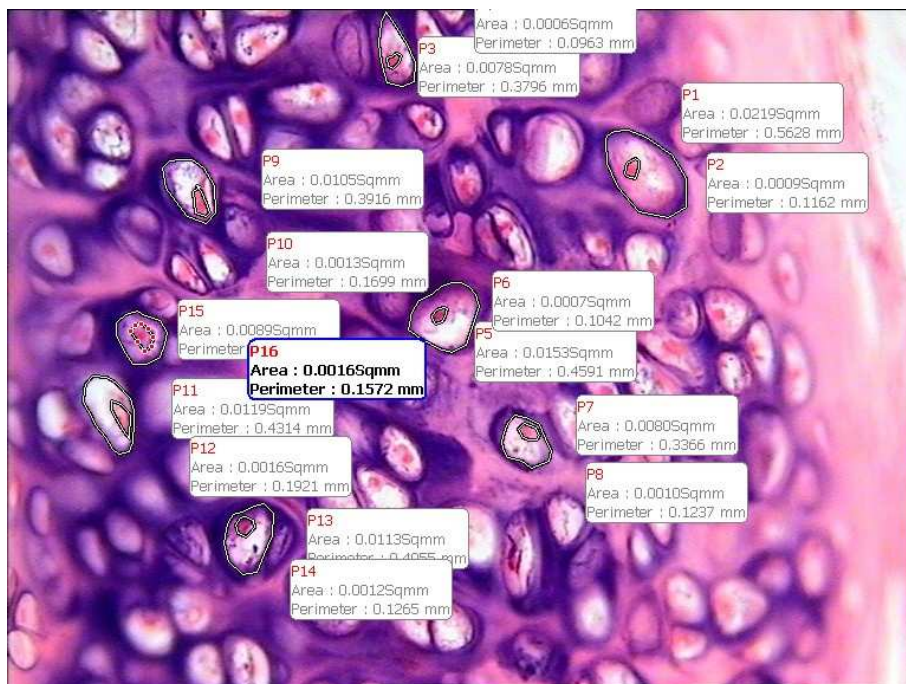 Area : 0.0006Sqmm
Perimeter : 0.0963 mm
P3
Area : 0.0078Sqmm
Perimeter : 0.3796 mm
P1
Area : 0.0219Sqmm
Perimeter : 0.5628 mm
P2
Area : 0.0009Sqmm
Perimeter : 0.1162 mm
P9
Area : 0.0105Sqmm
Perimeter : 0.3916 mm
P10
Area : 0.0013Sqmm
Perimeter : 0.1699 mm
P6
Area : 0.0007Sqmm
Perimeter : 0.1042 mm
P5
Area : 0.0153Sqmm
Perimeter : 0.4591 mm
P15
Area : 0.0089Sqmm
P16
Area : 0.0016Sqmm
Perimeter : 0.1572 mm
P11
Area : 0.0119Sqmm
Perimeter : 0.4314 mm
P7
Area : 0.0080Sqmm
Perimeter : 0.3366 mm
P12
Area : 0.0016Sqmm
Perimeter : 0.1921 mm
P8
Area : 0.0010Sqmm
Perimeter : 0.1237 mm
P13
Area : 0.0113Sqmm
Perimeter : 0.4055 mm
P14
Area : 0.0012Sqmm
Perimeter : 0.1265 mm